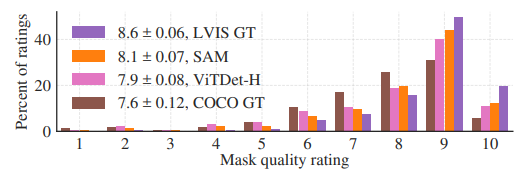 Percent of ratings
40
20
0
8.6 ± 0.06, LVIS GT
8.1 ± 0.07, SAM
7.9 ± 0.08, ViTDet-H
7.6 ± 0.12, COCO GT
1 2 3 4 5 6 7 8 9 10
Mask quality rating